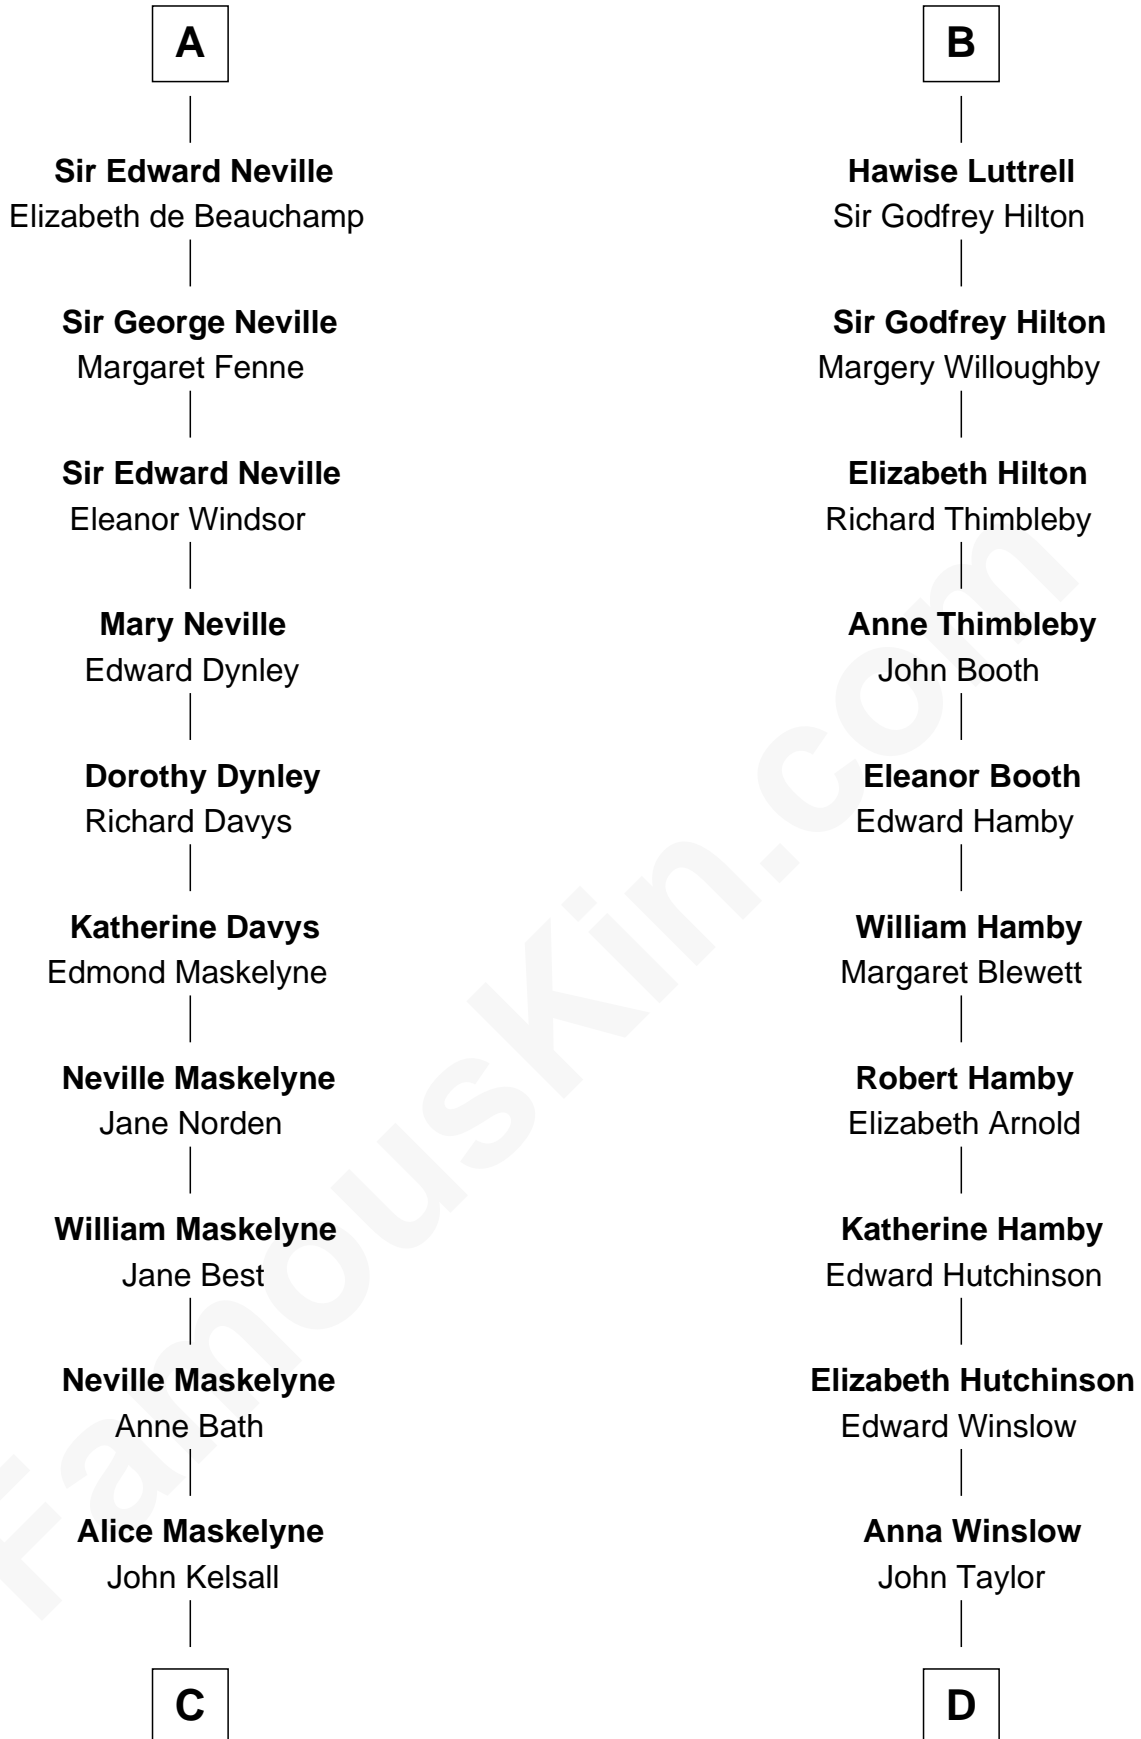 A
Sir Edward Neville
Elizabeth de Beauchamp
Sir George Neville
Margaret Fenne
Sir Edward Neville
Eleanor Windsor
Mary Neville
Edward Dynley
Dorothy Dynley
Richard Davys
Katherine Davys
Edmond Maskelyne
Neville Maskelyne
Jane Norden
William Maskelyne
Jane Best
Neville Maskelyne
Anne Bath
Alice Maskelyne
John Kelsall
C
B
Hawise Luttrell
Sir Godfrey Hilton
Sir Godfrey Hilton
Margery Willoughby
Elizabeth Hilton
Richard Thimbleby
Anne Thimbleby
John Booth
Eleanor Booth
Edward Hamby
William Hamby
Margaret Blewett
Robert Hamby
Elizabeth Arnold
Katherine Hamby
Edward Hutchinson
Elizabeth Hutchinson
Edward Winslow
Anna Winslow
John Taylor
D
FamousKin.com